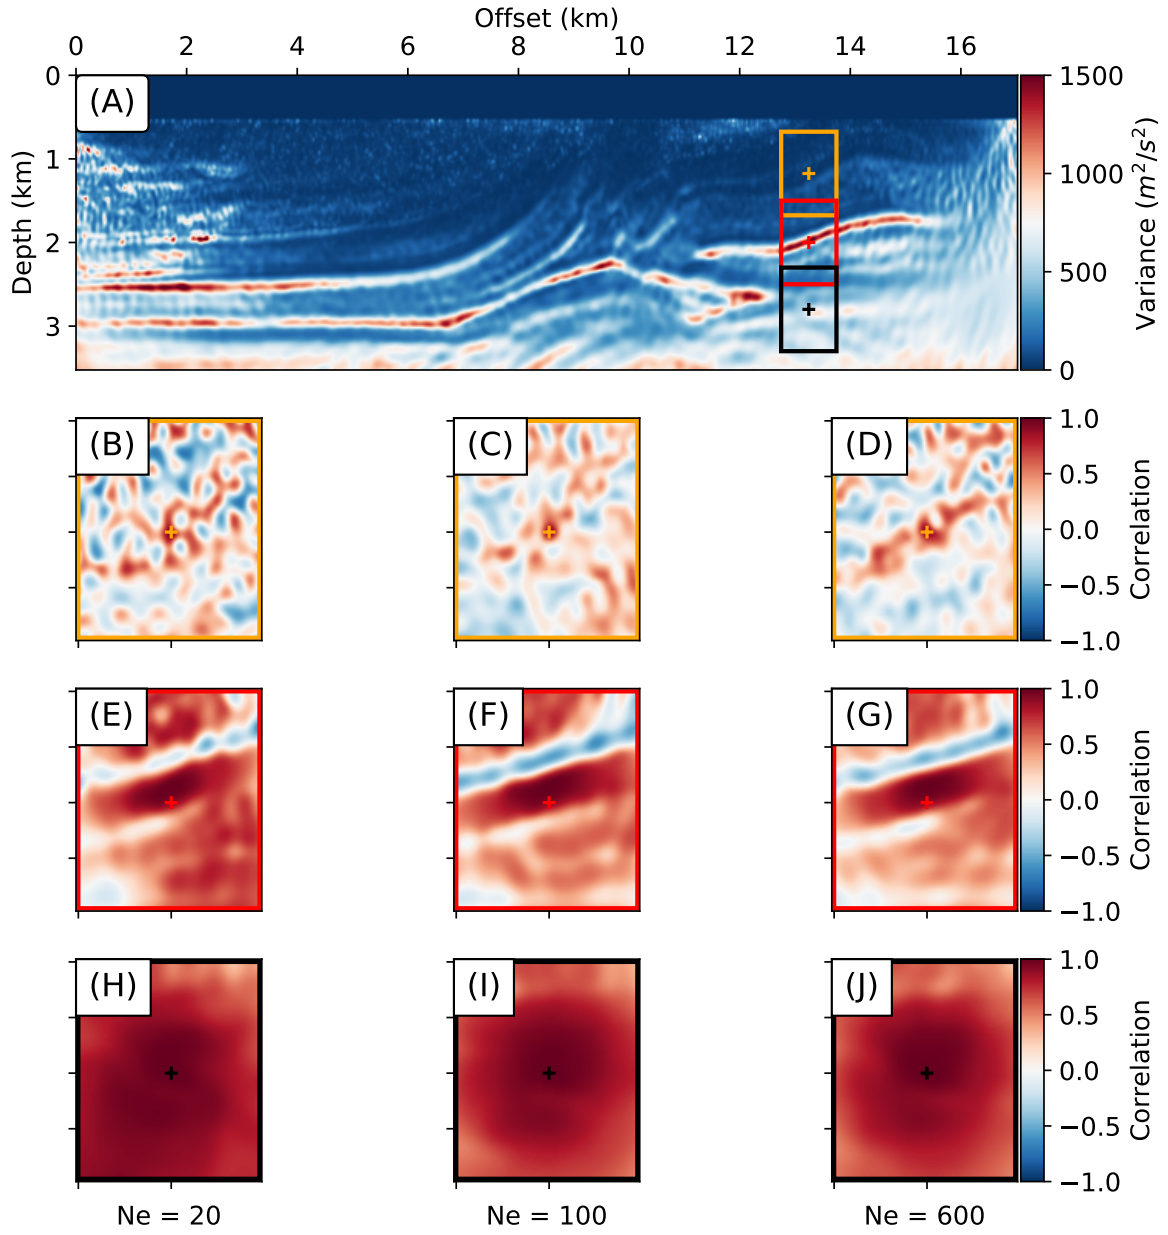 Offset (km)
0 2 4 6 8 10 12 14 16
(A)
Depth (km)
0
1
2
3
1500
1000
500
0
Variance (m²/s²)
(B)
(C)
(D)
1.0
0.5
0.0
−0.5
−1.0
Correlation
(E)
(F)
(G)
1.0
0.5
0.0
−0.5
−1.0
Correlation
(H)
(I)
(J)
1.0
0.5
0.0
−0.5
−1.0
Correlation
Ne = 20
Ne = 100
Ne = 600